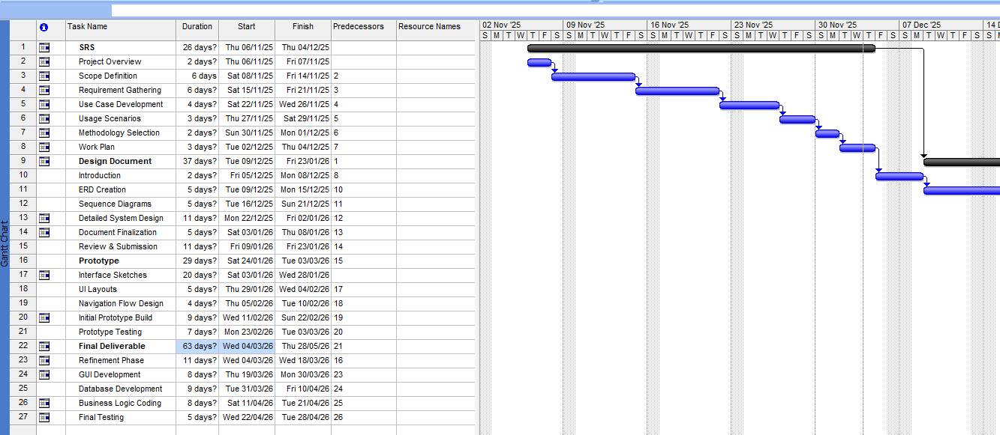 Task Name Duration Start Finish Predecessors Resource Names
02 Nov '25 09 Nov '25 16 Nov '25 23 Nov '25 30 Nov '25 07 Dec '25 14 D
S M T W T F S S M T W T F S S M T W T F S S M T W T F S S M T W T F S S M T W T F S S M
1 SRS 26 days? Thu 06/11/25 Thu 04/12/25
2 Project Overview 2 days? Thu 06/11/25 Fri 07/11/25
3 Scope Definition 6 days Sat 08/11/25 Fri 14/11/25 2
4 Requirement Gathering 6 days? Sat 15/11/25 Fri 21/11/25 3
5 Use Case Development 4 days? Sat 22/11/25 Wed 26/11/25 4
6 Usage Scenarios 3 days? Thu 27/11/25 Sat 29/11/25 5
7 Methodology Selection 2 days? Sun 30/11/25 Mon 01/12/25 6
8 Work Plan 3 days? Tue 02/12/25 Thu 04/12/25 7
9 Design Document 37 days? Tue 09/12/25 Fri 23/01/26 1
10 Introduction 2 days? Fri 05/12/25 Mon 08/12/25 8
11 ERD Creation 5 days? Tue 09/12/25 Mon 15/12/25 10
12 Sequence Diagrams 5 days? Tue 16/12/25 Sun 21/12/25 11
13 Detailed System Design 11 days? Mon 22/12/25 Fri 02/01/26 12
14 Document Finalization 5 days? Sat 03/01/26 Thu 08/01/26 13
15 Review & Submission 11 days? Fri 09/01/26 Fri 23/01/26 14
16 Prototype 29 days? Sat 24/01/26 Tue 03/03/26 15
17 Interface Sketches 20 days? Sat 03/01/26 Wed 28/01/26
18 UI Layouts 5 days? Thu 29/01/26 Wed 04/02/26 17
19 Navigation Flow Design 4 days? Thu 05/02/26 Tue 10/02/26 18
20 Initial Prototype Build 9 days? Wed 11/02/26 Sun 22/02/26 19
21 Prototype Testing 7 days? Mon 23/02/26 Tue 03/03/26 20
22 Final Deliverable 63 days? Wed 04/03/26 Thu 28/05/26 21
23 Refinement Phase 11 days? Wed 04/03/26 Wed 18/03/26 16
24 GUI Development 8 days? Thu 19/03/26 Mon 30/03/26 23
25 Database Development 9 days? Tue 31/03/26 Fri 10/04/26 24
26 Business Logic Coding 8 days? Sat 11/04/26 Tue 21/04/26 25
27 Final Testing 5 days? Wed 22/04/26 Tue 28/04/26 26
Gantt Chart